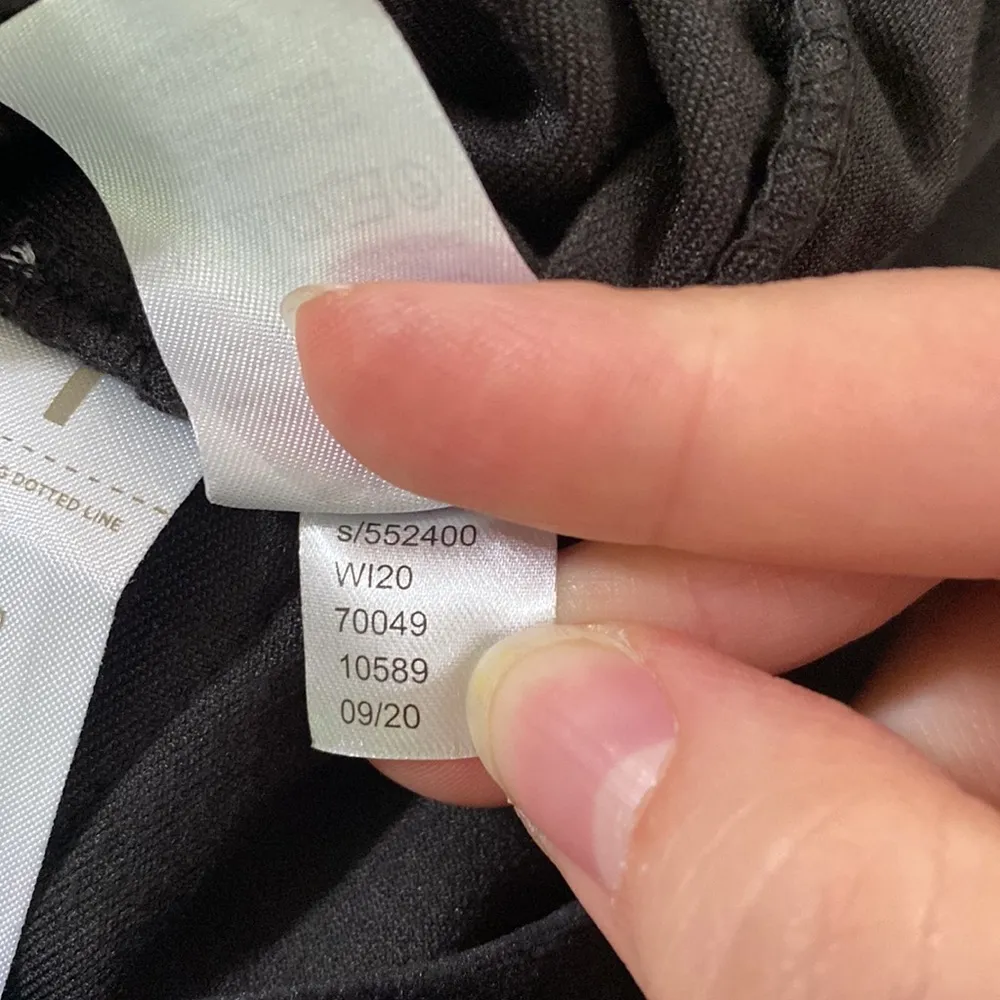 G DOTTED LINE
s/552400
WI20
70049
10589
09/20